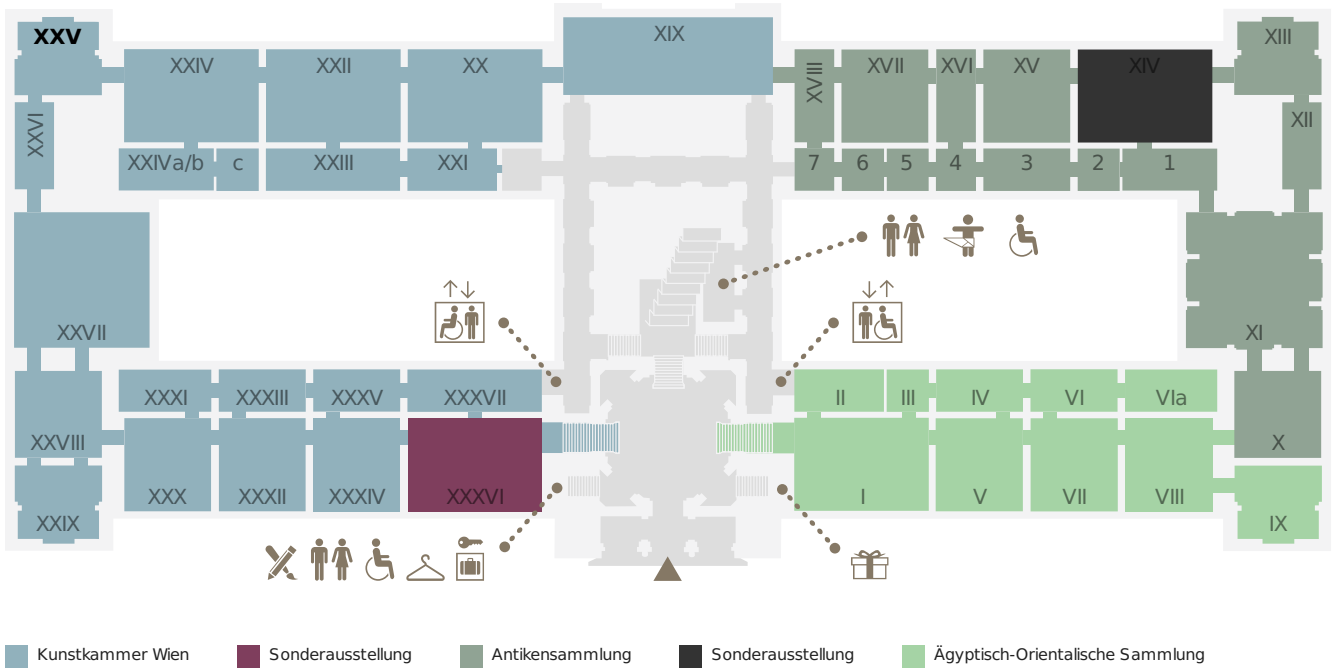 XXV
XXIV
XXII
XX
XIX
XVIII
XVII
XVI
XV
XIV
XIII
XXVI
XII
XXIVa/b
c
XXIII
XXI
7
6
5
4
3
2
1
XXVII
XI
XXXI
XXXIII
XXXV
XXXVII
II
III
IV
VI
VIa
XXVIII
X
XXX
XXXII
XXXIV
XXXVI
I
V
VII
VIII
XXIX
IX
Kunstkammer Wien
Sonderausstellung
Antikensammlung
Sonderausstellung
Ägyptisch-Orientalische Sammlung